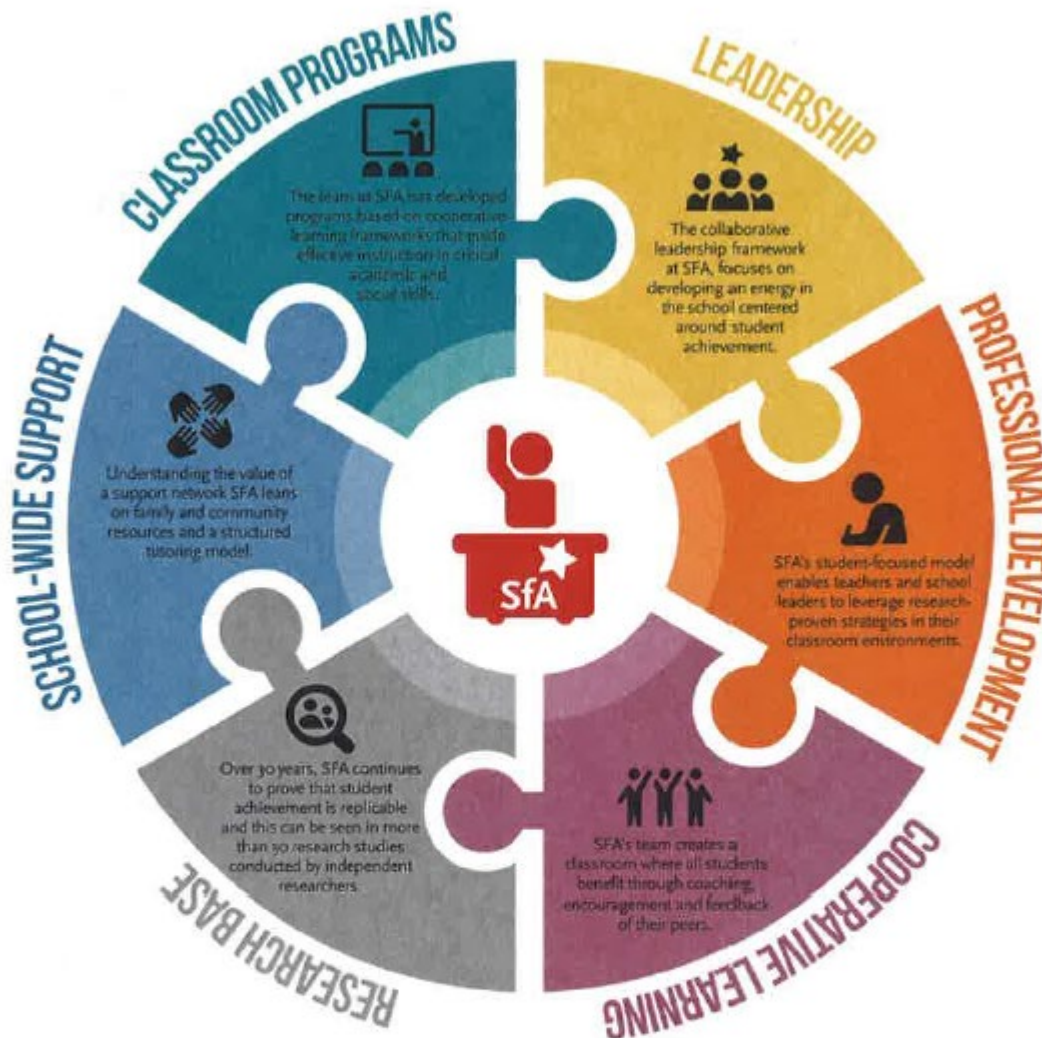 CLASSROOM PROGRAMS
The team at SFA has developed
programs based on cooperative
learning frameworks that guide
effective instruction in critical
academic and
social skills.
LEADERSHIP
The collaborative
leadership framework
at SFA, focuses on
developing an energy in
the school centered
around student
achievement.
PROFESSIONAL DEVELOPMENT
SFA's student-focused model
enables teachers and school
leaders to leverage research-
proven strategies in their
classroom environments.
COOPERATIVE LEARNING
SFA's team creates a
classroom where all students
benefit through coaching,
encouragement and feedback
of their peers.
RESEARCH BASE
Over 30 years, SFA continues
to prove that student
achievement is replicable
and this can be seen in more
than 30 research studies
conducted by independent
researchers.
SCHOOL-WIDE SUPPORT
Understanding the value of
a support network SFA leans
on family and community
resources and a structured
tutoring model.
SfA